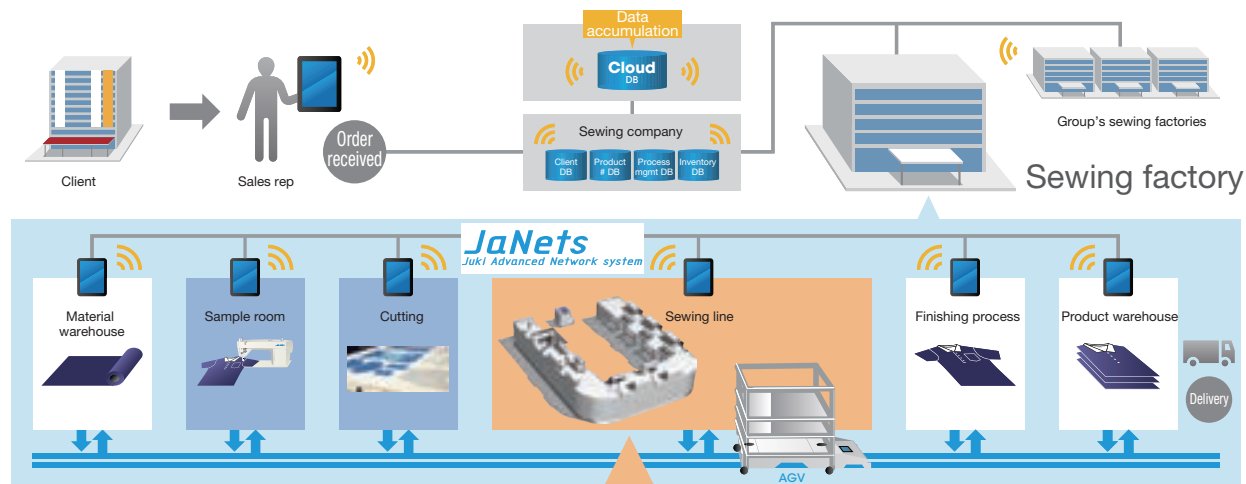 Data
accumulation
Cloud
DB
Sewing company
Client
DB
Product
# DB
Process
mgmt DB
Inventory
DB
Order
received
Client
Sales rep
Group's sewing factories
Sewing factory
JaNets
Juki Advanced Network system
Material
warehouse
Sample room
Cutting
Sewing line
Finishing process
Product warehouse
Delivery
AGV